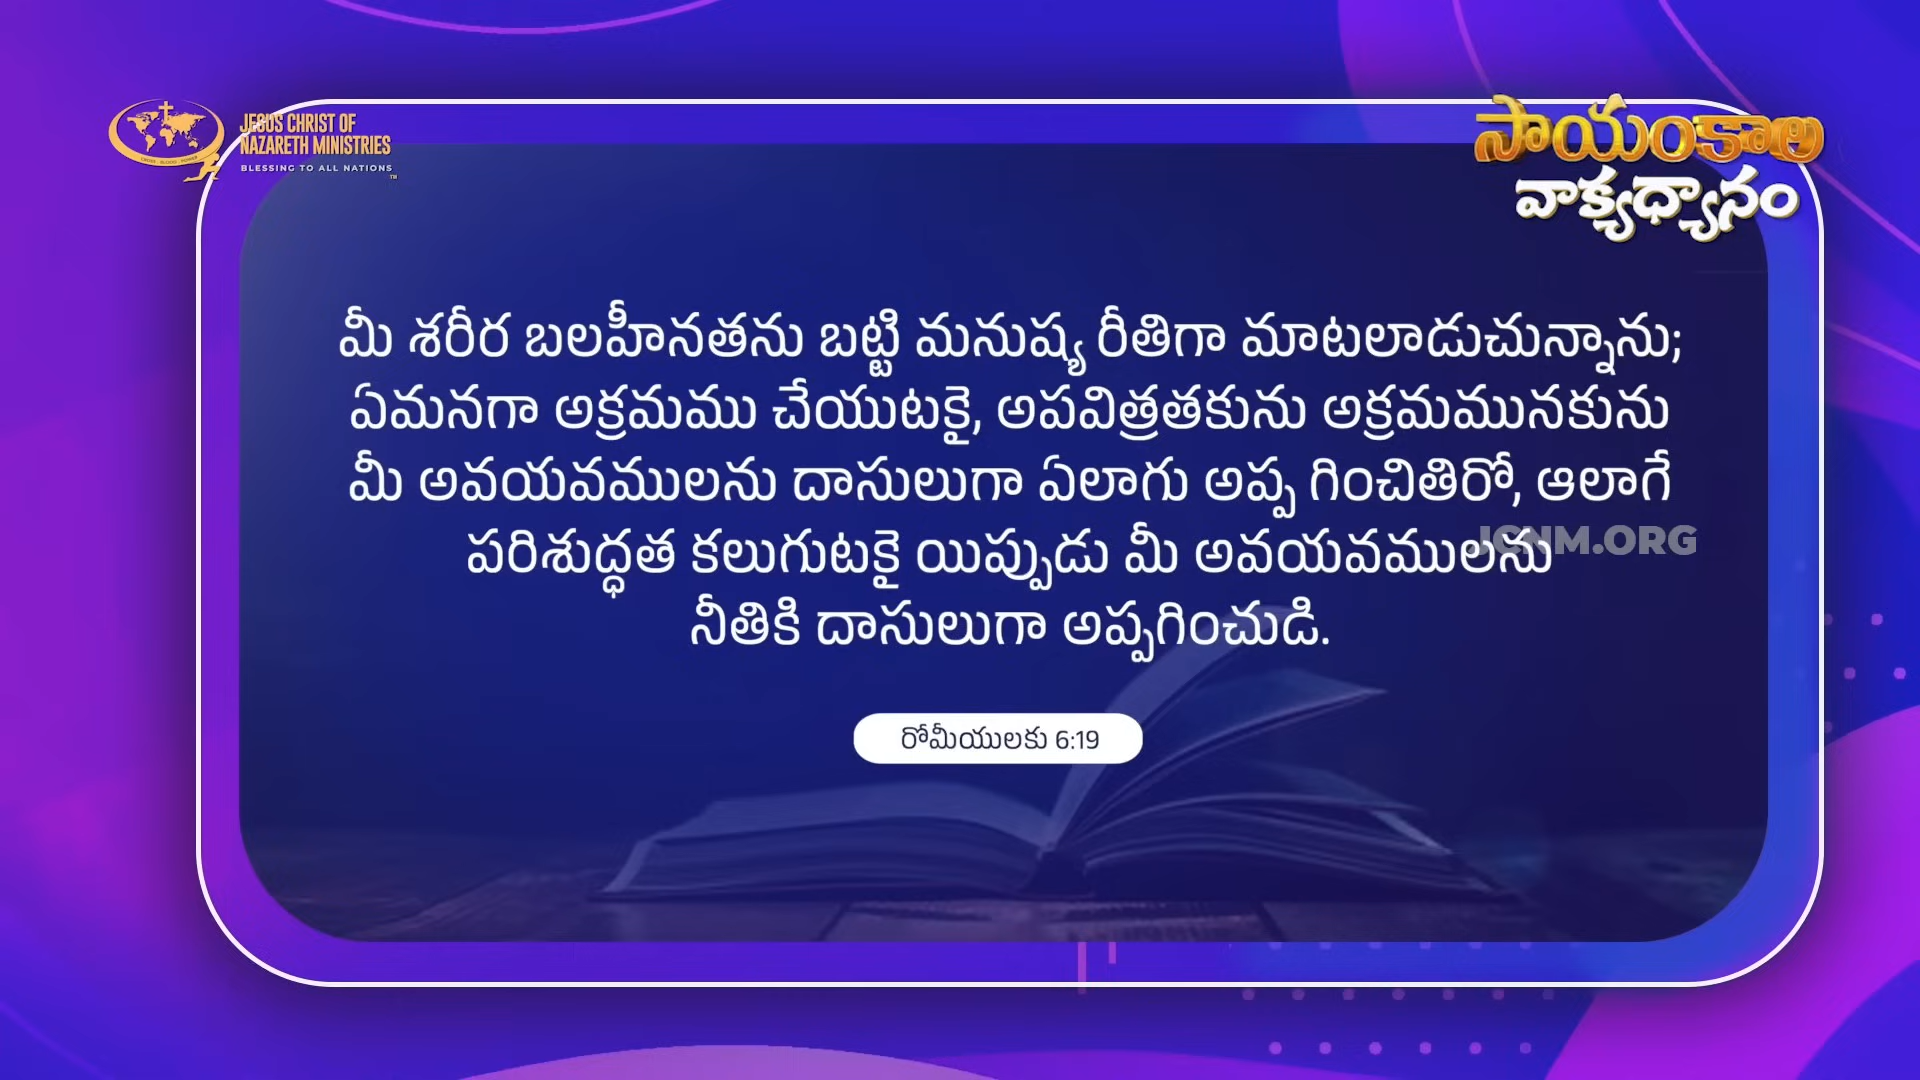 JESUS CHRIST OF
NAZARETH MINISTRIES
BLESSING TO ALL NATIONS
TM
సాయంకాల
వాక్యధ్యానం
మీ శరీర బలహీనతను బట్టి మనుష్య రీతిగా మాటలాడుచున్నాను;
ఏమనగా అక్రమము చేయుటకై, అపవిత్రతకును అక్రమమునకును
మీ అవయవములను దాసులుగా ఏలాగు అప్ప గించితిరో, ఆలాగే
పరిశుద్ధత కలుగుటకై యిప్పుడు మీ అవయవములను
నీతికి దాసులుగా అప్పగించుడి.
JCNM.ORG
రోమీయులకు 6:19